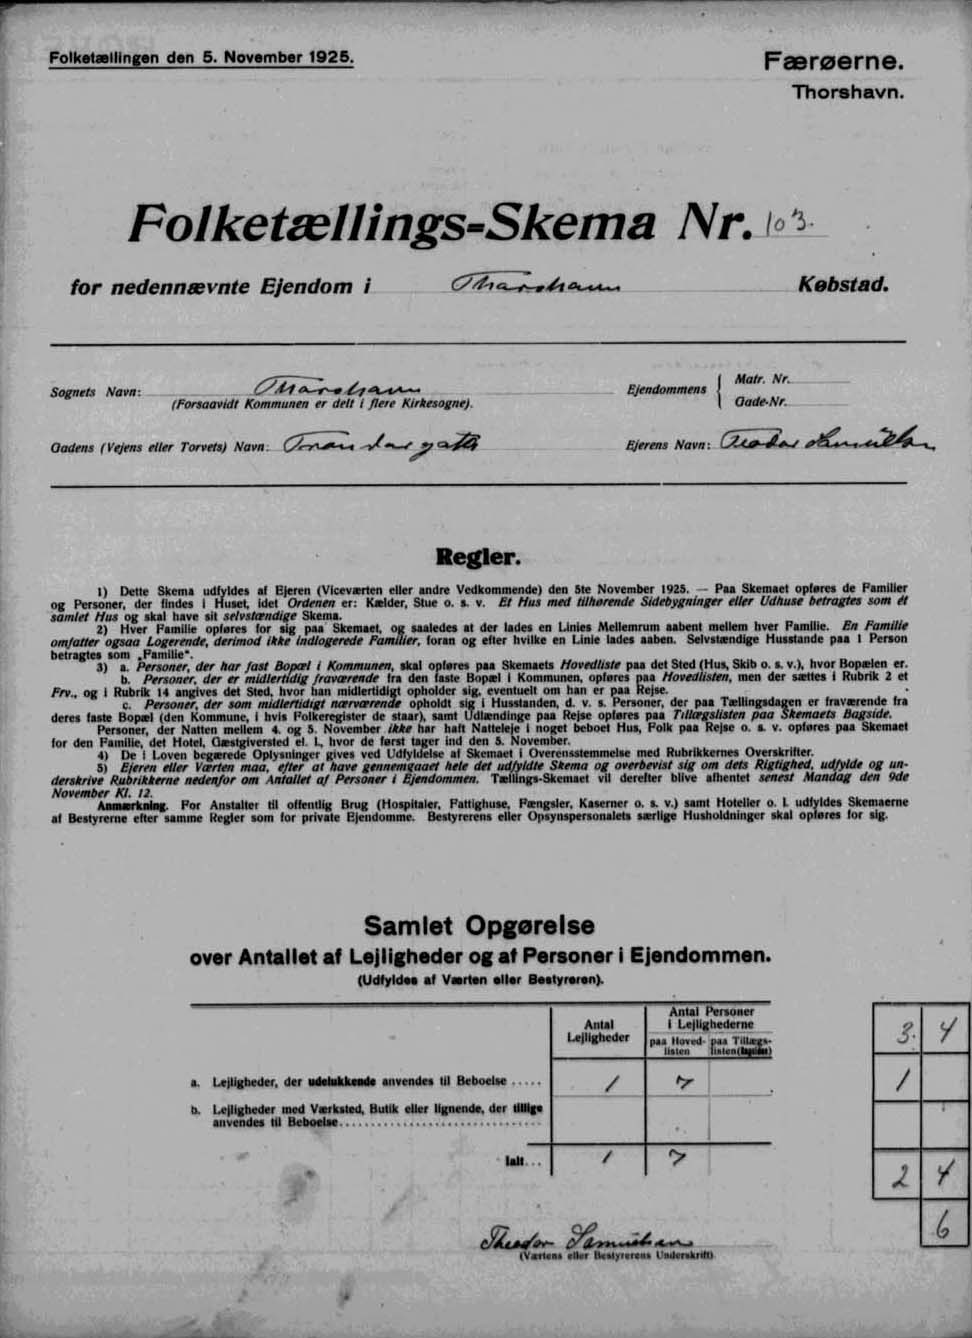 Folketællingen den 5. November 1925.
Færøerne.
Thorshavn.
Folketællings-Skema Nr. 103.
for nedennævnte Ejendom i Thorshavn Købstad.
Sognets Navn: Thorshavn
(Forsaavidt Kommunen er delt i flere Kirkesogne).
Ejendommens { Matr. Nr.
Gade-Nr.
Gadens (Vejens eller Torvets) Navn:
Ejerens Navn: Teodor Samuelsen
Regler.
1) Dette Skema udfyldes af Ejeren (Viceværten eller andre Vedkommende) den 5te November 1925. — Paa Skemaet opføres de Familier
og Personer, der findes i Huset, idet Ordenen er: Kælder, Stue o. s. v. Et Hus med tilhørende Sidebygninger eller Udhuse betragtes som ét
samlet Hus og skal have sit selvstændige Skema.
2) Hver Familie opføres for sig paa Skemaet, og saaledes at der lades en Linies Mellemrum aabent mellem hver Familie. En Familie
omfatter ogsaa Logerende, derimod ikke indlogerede Familier, foran og efter hvilke en Linie lades aaben. Selvstændige Husstande paa 1 Person
betragtes som „Familie“.
3) a. Personer, der har fast Bopæl i Kommunen, skal opføres paa Skemaets Hovedliste paa det Sted (Hus, Skib o. s. v.), hvor Bopælen er.
b. Personer, der er midlertidig fraværende fra den faste Bopæl i Kommunen, opføres paa Hovedlisten, men der sættes i Rubrik 2 et
Frv., og i Rubrik 14 angives det Sted, hvor han midlertidigt opholder sig, eventuelt om han er paa Rejse.
c. Personer, der som midlertidigt nærværende opholdt sig i Husstanden, d. v. s. Personer, der paa Tællingsdagen er fraværende fra
deres faste Bopæl (den Kommune, i hvis Folkeregister de staar), samt Udlændinge paa Rejse opføres paa Tillægslisten paa Skemaets Bagside.
Personer, der Natten mellem 4. og 5. November ikke har haft Natteleje i noget beboet Hus, Folk paa Rejse o. s. v. opføres paa Skemaet
for den Familie, det Hotel, Gæstgiversted el. l., hvor de først tager ind den 5. November.
4) De i Loven begærede Oplysninger gives ved Udfyldelse af Skemaet i Overensstemmelse med Rubrikkernes Overskrifter.
5) Ejeren eller Værten maa, efter at have gennemgaaet hele det udfyldte Skema og overbevist sig om dets Rigtighed, udfylde og un-
derskrive Rubrikkerne nedenfor om Antallet af Personer i Ejendommen. Tællings-Skemaet vil derefter blive afhentet senest Mandag den 9de
November Kl. 12.
Anmærkning. For Anstalter til offentlig Brug (Hospitaler, Fattighuse, Fængsler, Kaserner o. s. v.) samt Hoteller o. l. udfyldes Skemaerne
af Bestyrerne efter samme Regler som for private Ejendomme. Bestyrerens eller Opsynspersonalets særlige Husholdninger skal opføres for sig.
Samlet Opgørelse
over Antallet af Lejligheder og af Personer i Ejendommen.
(Udfyldes af Værten eller Bestyreren).
Antal
Lejligheder
Antal Personer
i Lejlighederne
paa Hoved-
listen
paa Tillægs-
listen
3. 4
a. Lejligheder, der udelukkende anvendes til Beboelse ..... 1 7
1
b. Lejligheder med Værksted, Butik eller lignende, der tillige
anvendes til Beboelse
Ialt... 1 7
2 4
6
Theodor Samuelsen
(Værtens eller Bestyrerens Underskrift)